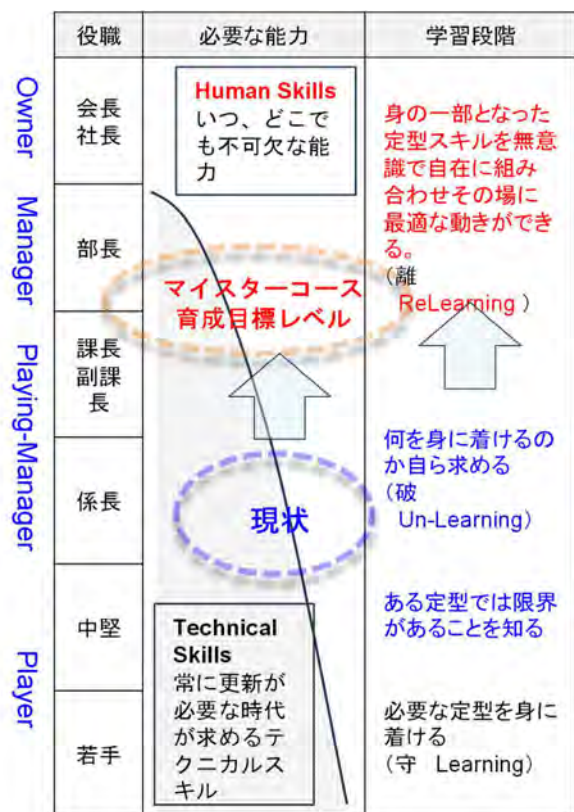 役職
必要な能力
学習段階
Owner
会長
社長
Human Skills
いつ、どこで
も不可欠な能
力
身の一部となった
定型スキルを無意
識で自在に組み
合わせその場に
最適な動きができ
る。
(離
ReLearning )
Manager
部長
マイスターコース
育成目標レベル
Playing-Manager
課長
副課
長
係長
現状
何を身に着けるの
か自ら求める
(破
Un-Learning)
Player
中堅
ある定型では限界
があることを知る
Technical
Skills
常に更新が
必要な時代
が求めるテ
クニカルスキ
ル
若手
必要な定型を身に
着ける
(守 Learning)